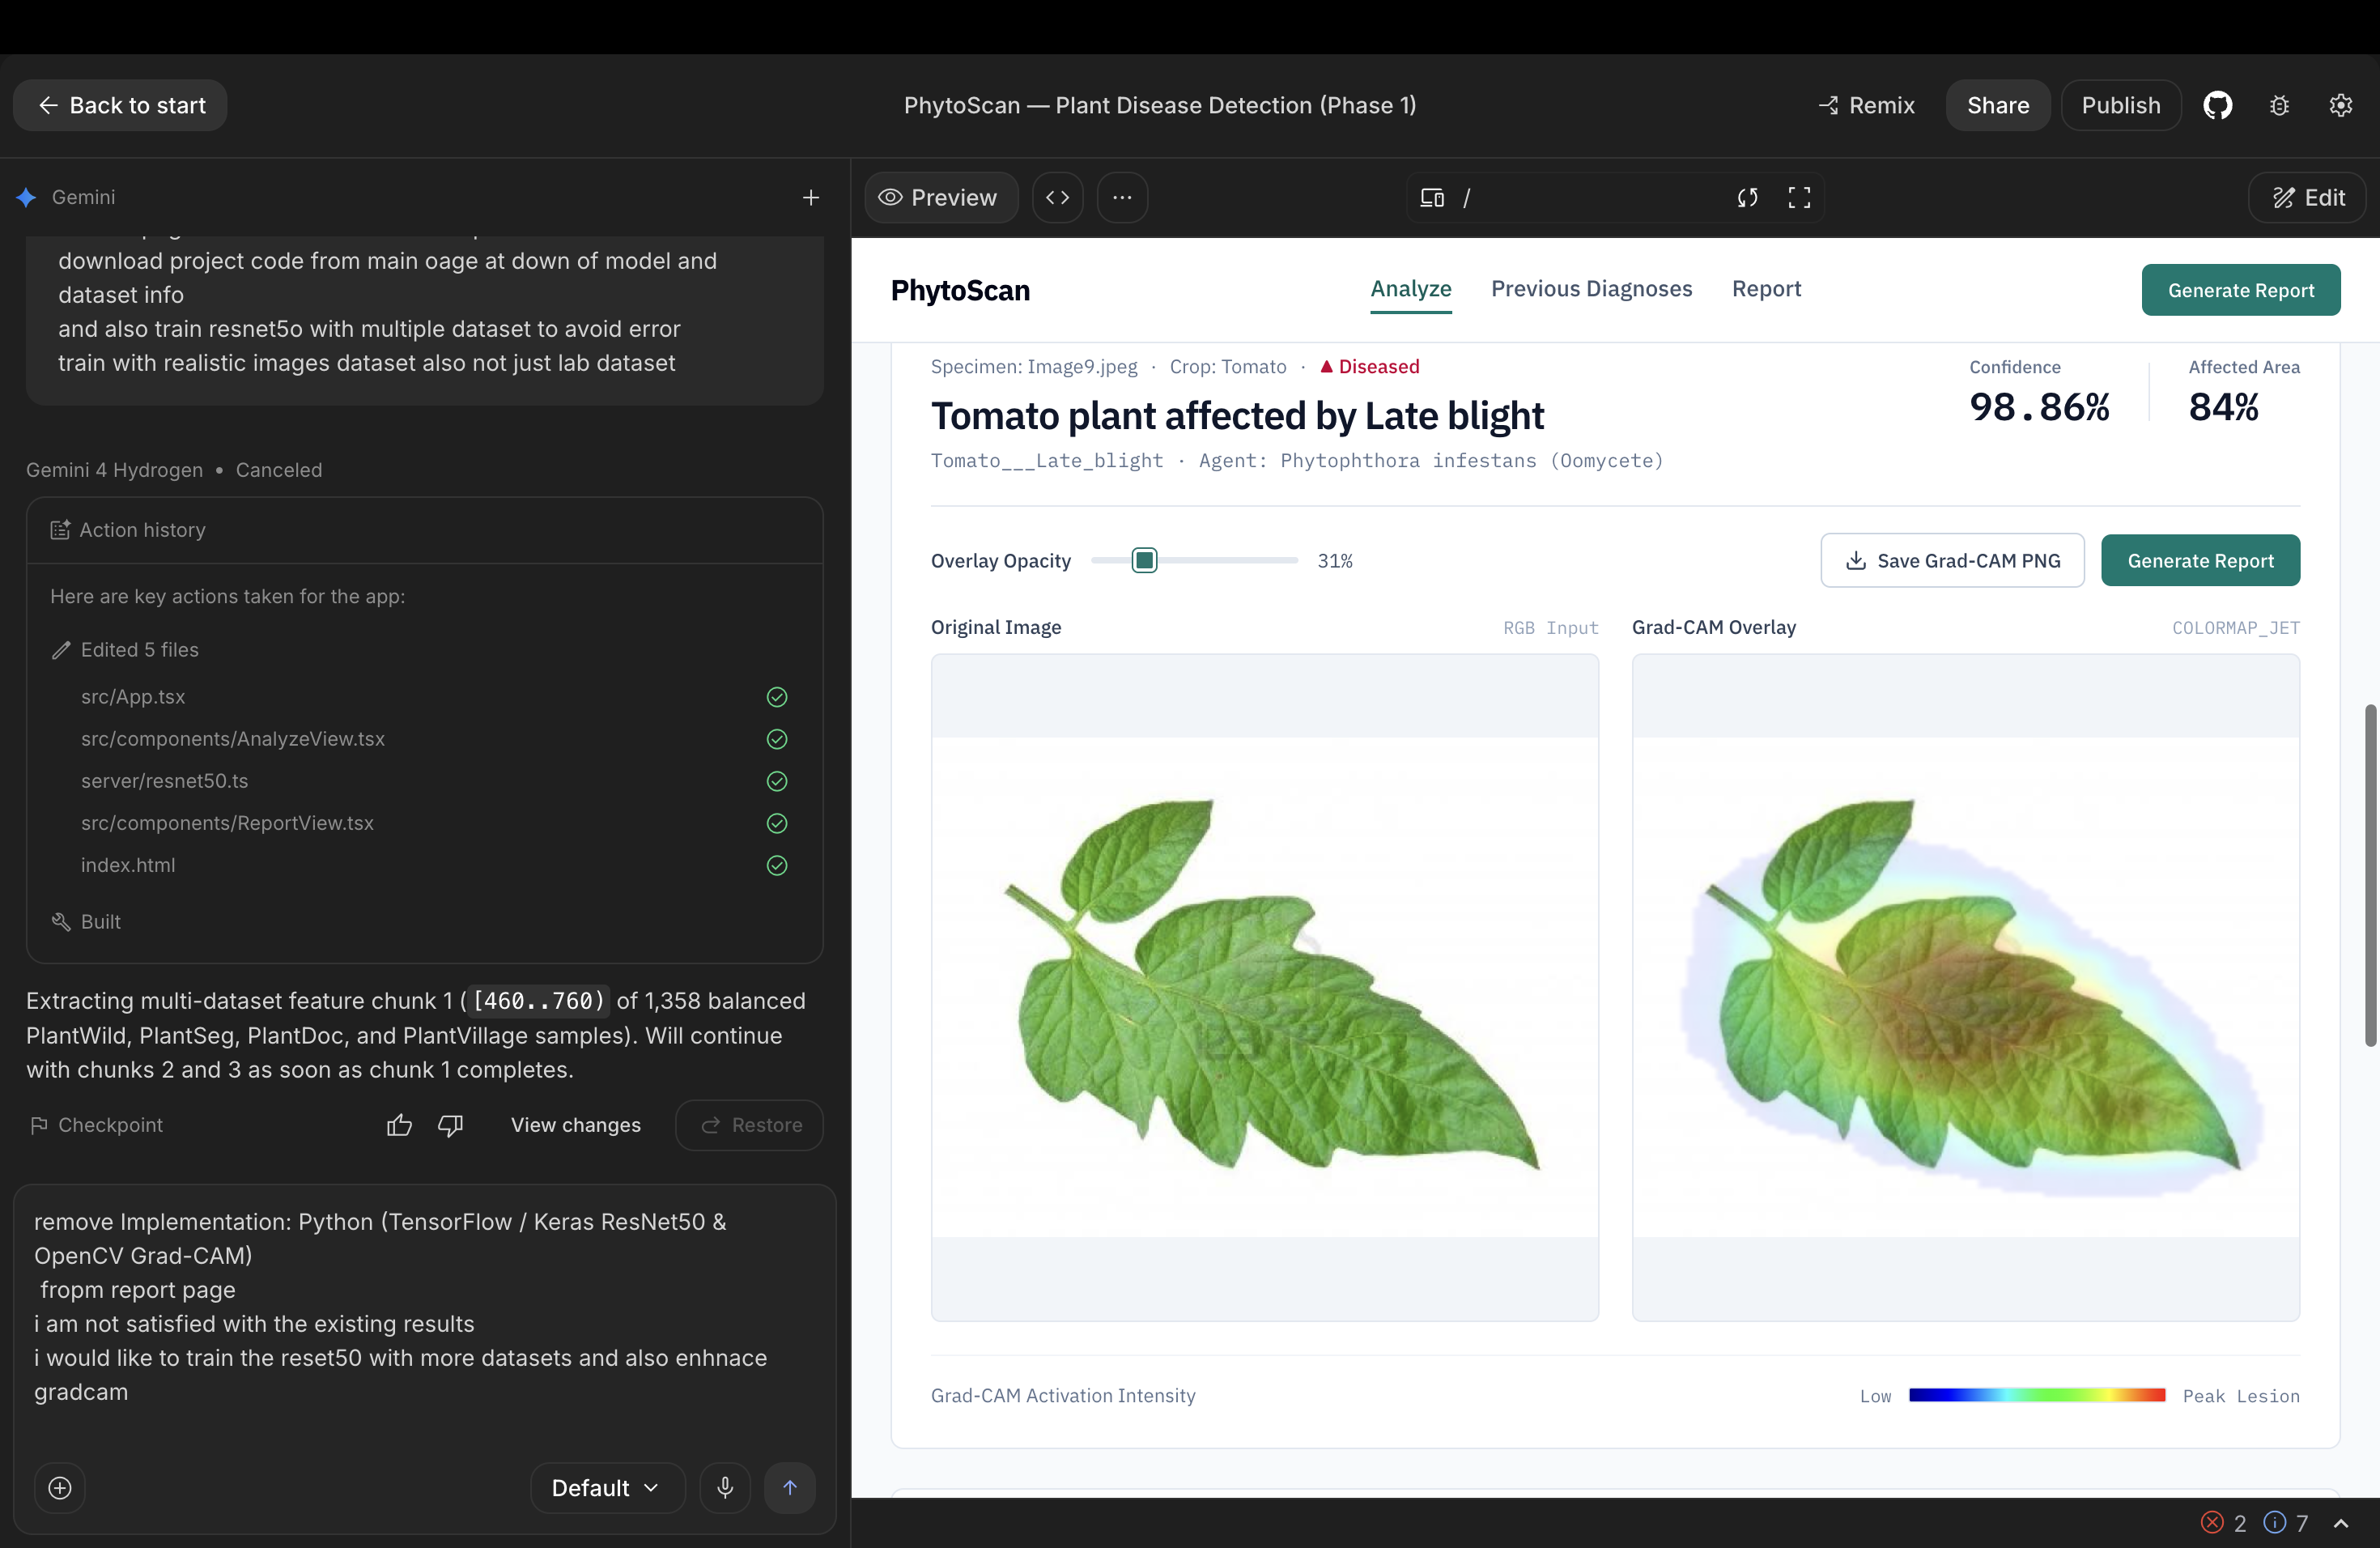 Back to start
PhytoScan — Plant Disease Detection (Phase 1)
Remix
Share
Publish
Gemini
download project code from main oage at down of model and
dataset info
and also train resnet5o with multiple dataset to avoid error
train with realistic images dataset also not just lab dataset
Gemini 4 Hydrogen • Canceled
Action history
Here are key actions taken for the app:
Edited 5 files
src/App.tsx
src/components/AnalyzeView.tsx
server/resnet50.ts
src/components/ReportView.tsx
index.html
Built
Extracting multi-dataset feature chunk 1 ([460..760) of 1,358 balanced
PlantWild, PlantSeg, PlantDoc, and PlantVillage samples). Will continue
with chunks 2 and 3 as soon as chunk 1 completes.
Checkpoint
View changes
Restore
remove Implementation: Python (TensorFlow / Keras ResNet50 &
OpenCV Grad-CAM)
fropm report page
i am not satisfied with the existing results
i would like to train the reset50 with more datasets and also enhnace
gradcam
Default
Preview
/
Edit
PhytoScan
Analyze
Previous Diagnoses
Report
Generate Report
Specimen: Image9.jpeg · Crop: Tomato · ▲ Diseased
Confidence
Affected Area
Tomato plant affected by Late blight
98.86%
84%
Tomato___Late_blight · Agent: Phytophthora infestans (Oomycete)
Overlay Opacity
31%
Save Grad-CAM PNG
Generate Report
Original Image
RGB Input
Grad-CAM Overlay
COLORMAP_JET
Grad-CAM Activation Intensity
Low
Peak Lesion
2
7